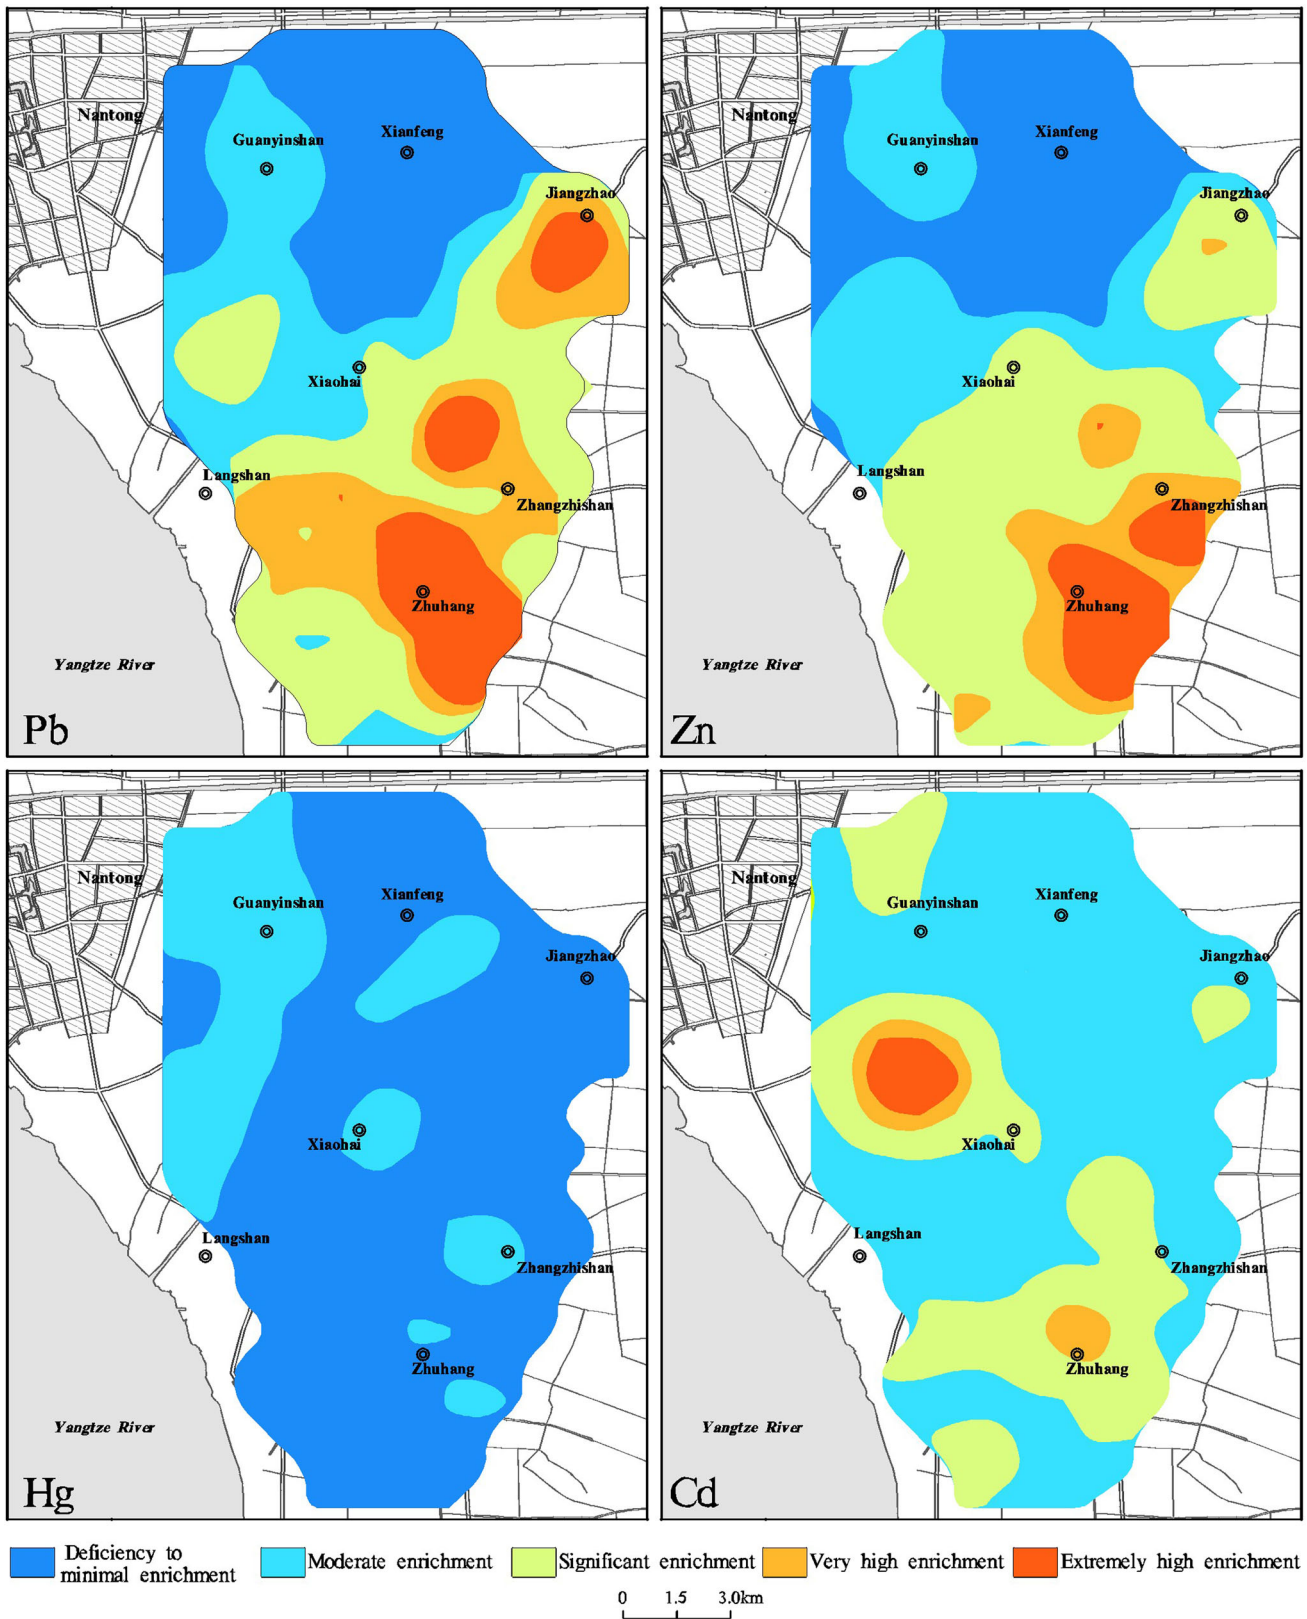 Nantong
Guanyinshan
Xianfeng
Jiangzhao
Xiaohai
Langshan
Zhangzhishan
Zhuhang
Yangtze River
Pb
Nantong
Guanyinshan
Xianfeng
Jiangzhao
Xiaohai
Langshan
Zhangzhishan
Zhuhang
Yangtze River
Zn
Nantong
Guanyinshan
Xianfeng
Jiangzhao
Xiaohai
Langshan
Zhangzhishan
Zhuhang
Yangtze River
Hg
Nantong
Guanyinshan
Xianfeng
Jiangzhao
Xiaohai
Langshan
Zhangzhishan
Zhuhang
Yangtze River
Cd
Deficiency to
minimal enrichment
Moderate enrichment
Significant enrichment
Very high enrichment
Extremely high enrichment
0 1.5 3.0km